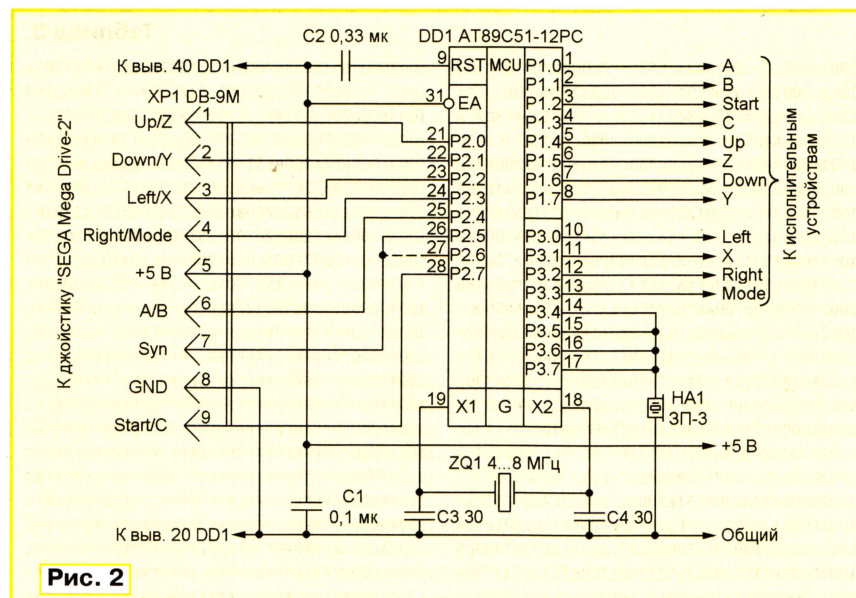 C2 0,33 мк
DD1 AT89C51-12PC
К выв. 40 DD1
9 RST MCU P1.0 1 A
XP1 DB-9M
P1.1 2 B
31 EA P1.2 3 Start
Up/Z 1
P1.3 4 C
21 P2.0 P1.4 5 Up
Down/Y 2
22 P2.1 P1.5 6 Z
23 P2.2 P1.6 7 Down
Left/X 3
24 P2.3 P1.7 8 Y
25 P2.4
Right/Mode 4
26 P2.5 P3.0 10 Left
27 P2.6 P3.1 11 X
+5 В 5
28 P2.7 P3.2 12 Right
P3.3 13 Mode
A/B 6
P3.4 14
P3.5 15
Syn 7
P3.6 16
P3.7 17
GND 8
Start/C 9
19 X1 G X2 18
HA1
ЗП-3
К джойстику "SEGA Mega Drive-2"
К исполнительным
устройствам
+5 В
ZQ1 4...8 МГц
C1
0,1 мк
C3 30
C4 30
К выв. 20 DD1
Общий
Рис. 2